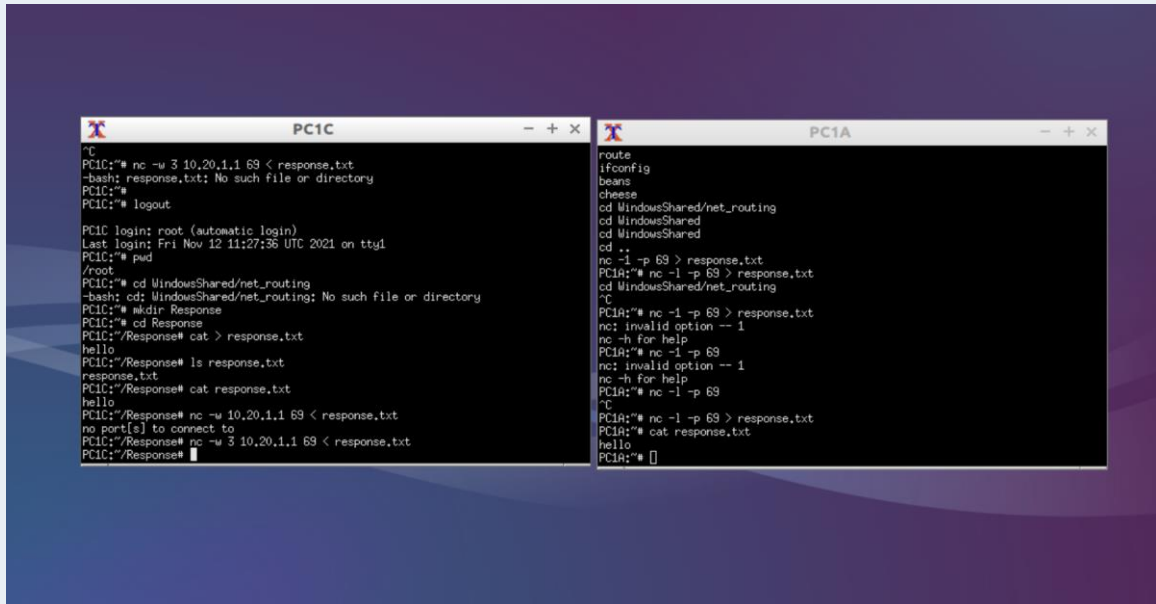 PC1C
^C
PC1C:~# nc -w 3 10.20.1.1 69 < response.txt
-bash: response.txt: No such file or directory
PC1C:~#
PC1C:~# logout
PC1C login: root (automatic login)
Last login: Fri Nov 12 11:27:36 UTC 2021 on tty1
PC1C:~# pwd
/root
PC1C:~# cd WindowsShared/net_routing
-bash: cd: WindowsShared/net_routing: No such file or directory
PC1C:~# mkdir Response
PC1C:~# cd Response
PC1C:~/Response# cat > response.txt
hello
PC1C:~/Response# ls response.txt
response.txt
PC1C:~/Response# cat response.txt
hello
PC1C:~/Response# nc -w 10.20.1.1 69 < response.txt
no port[s] to connect to
PC1C:~/Response# nc -w 3 10.20.1.1 69 < response.txt
PC1C:~/Response#
PC1A
route
ifconfig
beans
cheese
cd WindowsShared/net_routing
cd WindowsShared
cd WindowsShared
cd ..
nc -1 -p 69 > response.txt
PC1A:~# nc -l -p 69 > response.txt
cd WindowsShared/net_routing
^C
PC1A:~# nc -1 -p 69 > response.txt
nc: invalid option -- 1
nc -h for help
PC1A:~# nc -1 -p 69
nc: invalid option -- 1
nc -h for help
PC1A:~# nc -l -p 69
^C
PC1A:~# nc -l -p 69 > response.txt
PC1A:~# cat response.txt
hello
PC1A:~#